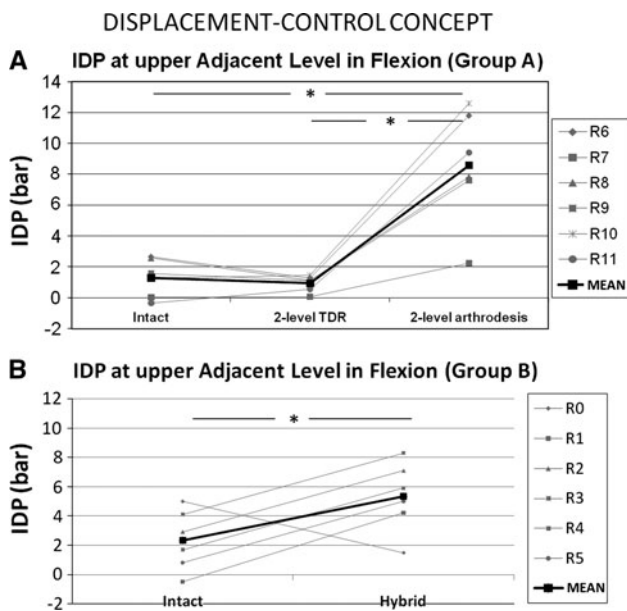 DISPLACEMENT-CONTROL CONCEPT
A
IDP at upper Adjacent Level in Flexion (Group A)
IDP (bar)
14
12
10
8
6
4
2
0
-2
*
*
Intact 2-level TDR 2-level arthrodesis
R6
R7
R8
R9
R10
R11
MEAN
B
IDP at upper Adjacent Level in Flexion (Group B)
IDP (bar)
12
10
8
6
4
2
0
-2
*
Intact Hybrid
R0
R1
R2
R3
R4
R5
MEAN